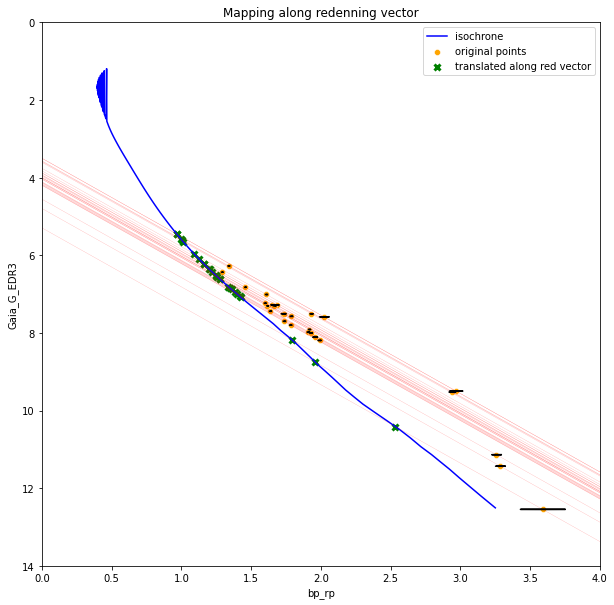 Mapping along redenning vector
isochrone
original points
translated along red vector
Gaia_G_EDR3
0
2
4
6
8
10
12
14
0.0 0.5 1.0 1.5 2.0 2.5 3.0 3.5 4.0
bp_rp